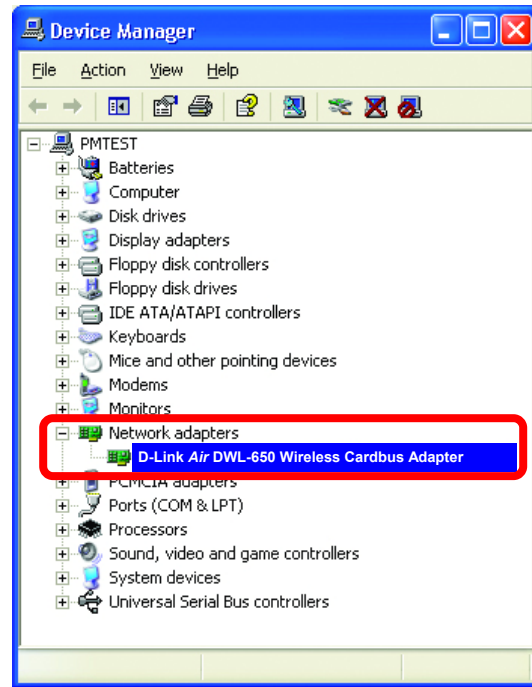 Device Manager
File Action View Help
PMTEST
Batteries
Computer
Disk drives
Display adapters
Floppy disk controllers
Floppy disk drives
IDE ATA/ATAPI controllers
Keyboards
Mice and other pointing devices
Modems
Monitors
Network adapters
D-Link Air DWL-650 Wireless Cardbus Adapter
PCMCIA adapters
Ports (COM & LPT)
Processors
Sound, video and game controllers
System devices
Universal Serial Bus controllers